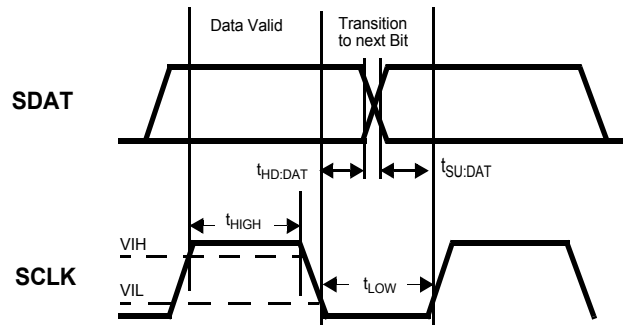 Data Valid
Transition
to next Bit
SDAT
tHD:DAT
tSU:DAT
tHIGH
VIH
SCLK
VIL
tLOW